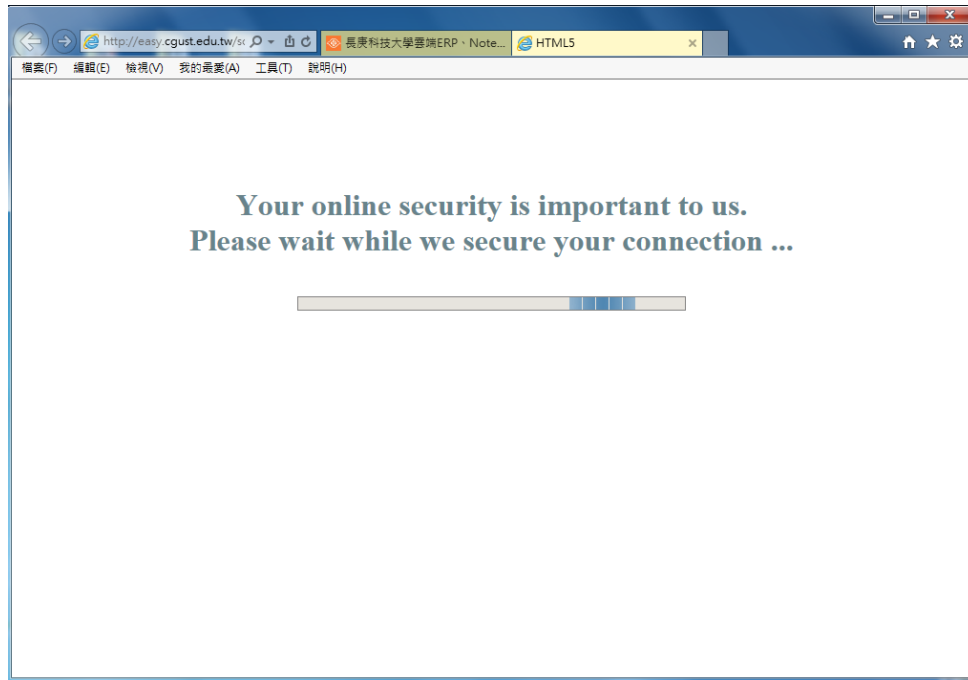 http://easy.cgust.edu.tw/sc
長庚科技大學雲端ERP、Note...
HTML5
檔案(F) 編輯(E) 檢視(V) 我的最愛(A) 工具(T) 說明(H)
Your online security is important to us.
Please wait while we secure your connection ...